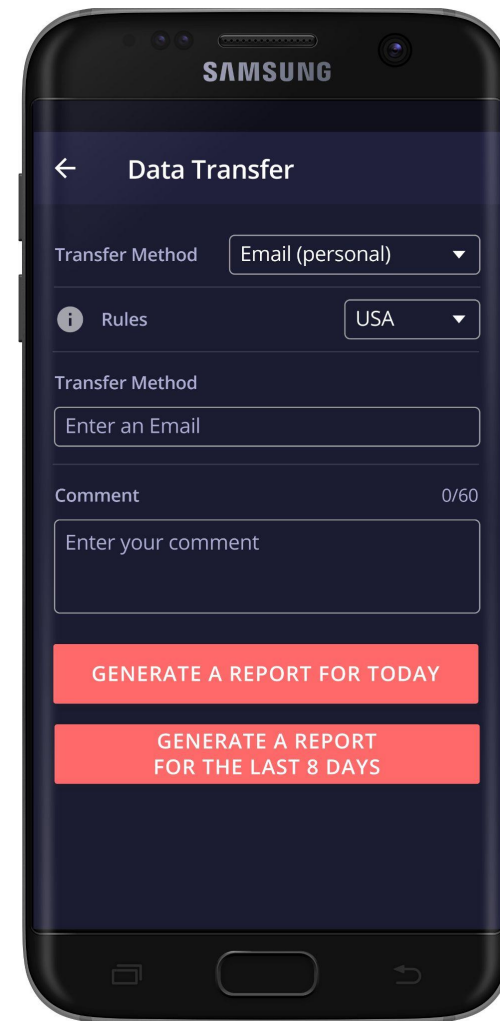 SAMSUNG
Data Transfer
Transfer Method Email (personal)
i Rules USA
Transfer Method
Enter an Email
Comment 0/60
Enter your comment
GENERATE A REPORT FOR TODAY
GENERATE A REPORT
FOR THE LAST 8 DAYS